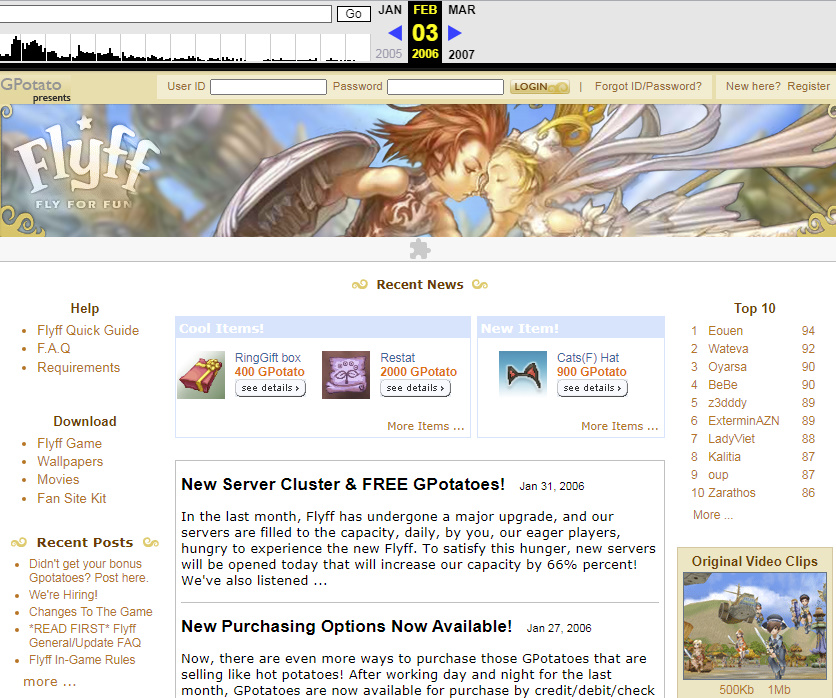 Go
JAN FEB MAR
03
2005 2006 2007
GPotato
presents
User ID Password LOGIN | Forgot ID/Password? New here? Register
Flyff
FLY FOR FUN
Recent News
Help
Flyff Quick Guide
F.A.Q
Requirements
Download
Flyff Game
Wallpapers
Movies
Fan Site Kit
Recent Posts
Didn't get your bonus
Gpotatoes? Post here.
We're Hiring!
Changes To The Game
*READ FIRST* Flyff
General/Update FAQ
Flyff In-Game Rules
more ...
Cool Items!
RingGift box
400 GPotato
see details ›
Restat
2000 GPotato
see details ›
More Items ...
New Item!
Cats(F) Hat
900 GPotato
see details ›
More Items ...
New Server Cluster & FREE GPotatoes! Jan 31, 2006
In the last month, Flyff has undergone a major upgrade, and our
servers are filled to the capacity, daily, by you, our eager players,
hungry to experience the new Flyff. To satisfy this hunger, new servers
will be opened today that will increase our capacity by 66% percent!
We've also listened ...
New Purchasing Options Now Available! Jan 27, 2006
Now, there are even more ways to purchase those GPotatoes that are
selling like hot potatoes! After working day and night for the last
month, GPotatoes are now available for purchase by credit/debit/check
Top 10
1 Eouen 94
2 Wateva 92
3 Oyarsa 90
4 BeBe 90
5 z3dddy 89
6 ExterminAZN 89
7 LadyViet 88
8 Kalitia 87
9 oup 87
10 Zarathos 86
More ...
Original Video Clips
500Kb 1Mb